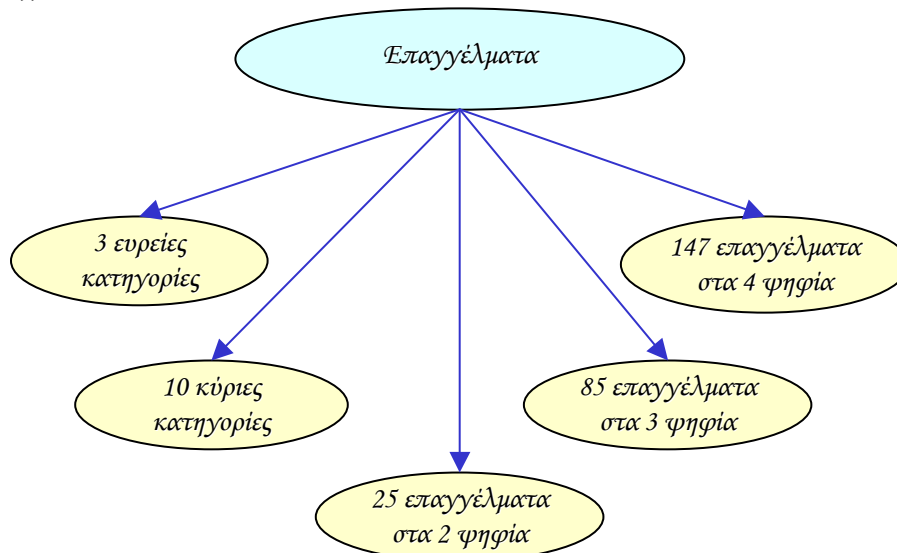 Επαγγέλματα
3 ευρείες
κατηγορίες
147 επαγγέλματα
στα 4 ψηφία
10 κύριες
κατηγορίες
85 επαγγέλματα
στα 3 ψηφία
25 επαγγέλματα
στα 2 ψηφία